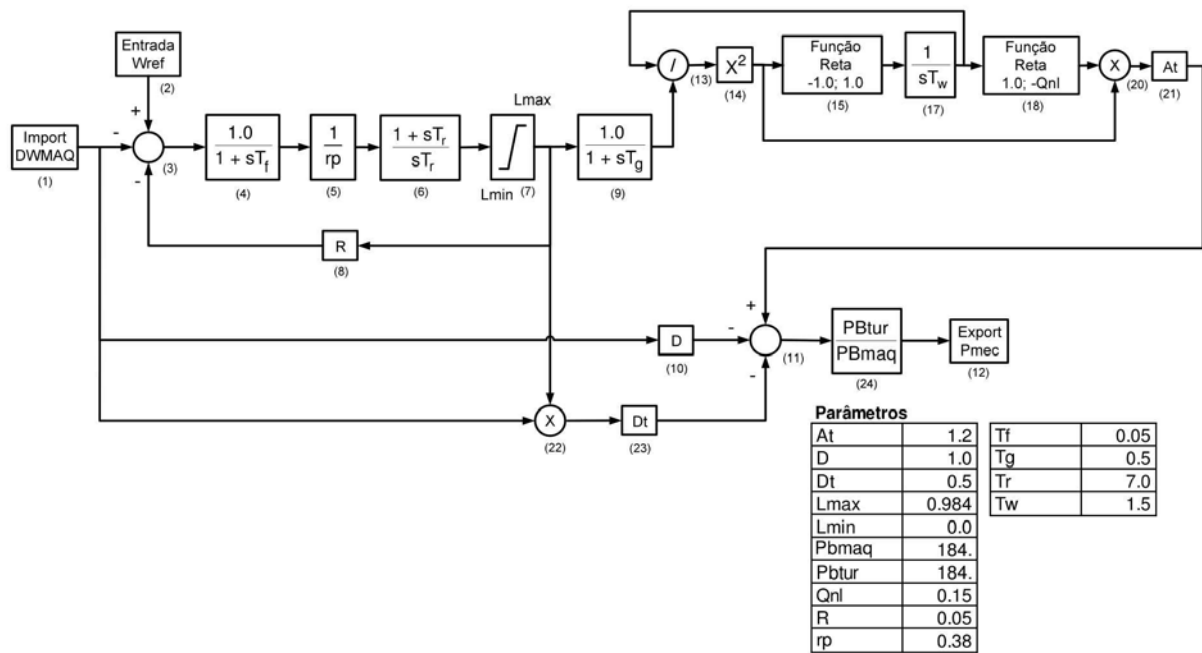 Entrada
Wref
(2)
Import
DWMAQ
(1)
+
-
-
(3)
1.0
1 + sTf
(4)
1
rp
(5)
1 + sTr
sTr
(6)
Lmax
Lmin
(7)
R
(8)
1.0
1 + sTg
(9)
/
(13)
X²
(14)
Função
Reta
-1.0; 1.0
(15)
1
sTw
(17)
Função
Reta
1.0; -Qnl
(18)
X
(20)
At
(21)
D
(10)
+
-
-
(11)
PBtur
PBmaq
(24)
Export
Pmec
(12)
X
(22)
Dt
(23)
Parâmetros
At 1.2
D 1.0
Dt 0.5
Lmax 0.984
Lmin 0.0
Pbmaq 184.
Pbtur 184.
Qnl 0.15
R 0.05
rp 0.38
Tf 0.05
Tg 0.5
Tr 7.0
Tw 1.5